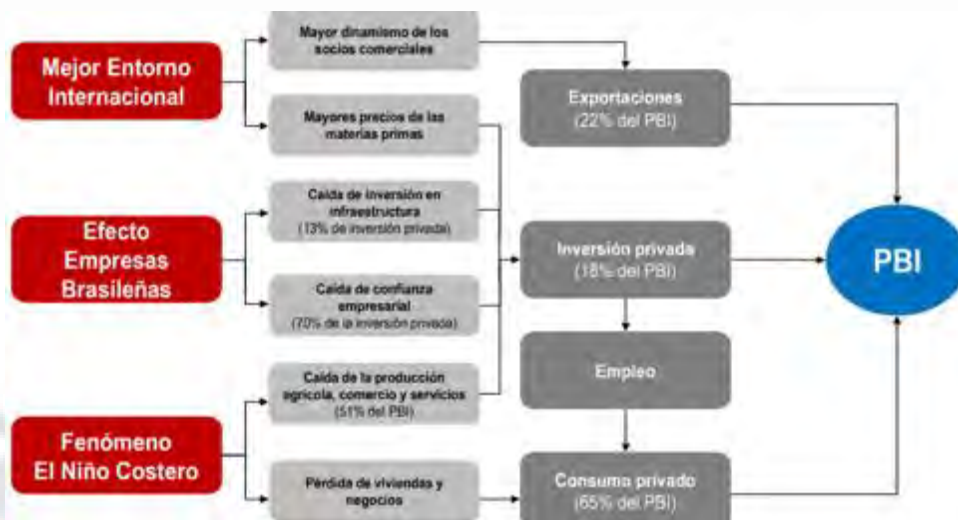 Mayor dinamismo de los
socios comerciales
Mejor Entorno
Internacional
Mayores precios de las
materias primas
Exportaciones
(22% del PBI)
Caída de inversión en
infraestructura
(13% de inversión privada)
Efecto
Empresas
Brasileñas
Caída de confianza
empresarial
(70% de la inversión privada)
Inversión privada
(18% del PBI)
PBI
Empleo
Caída de la producción
agrícola, comercio y servicios
(51% del PBI)
Fenómeno
El Niño Costero
Pérdida de viviendas y
negocios
Consumo privado
(65% del PBI)